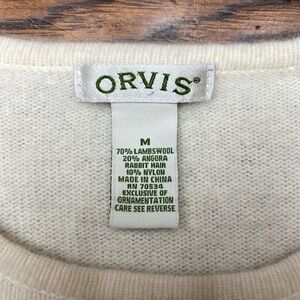 ORVIS®
M
70% LAMBSWOOL
20% ANGORA
RABBIT HAIR
10% NYLON
MADE IN CHINA
RN 70534
EXCLUSIVE OF
ORNAMENTATION
CARE SEE REVERSE